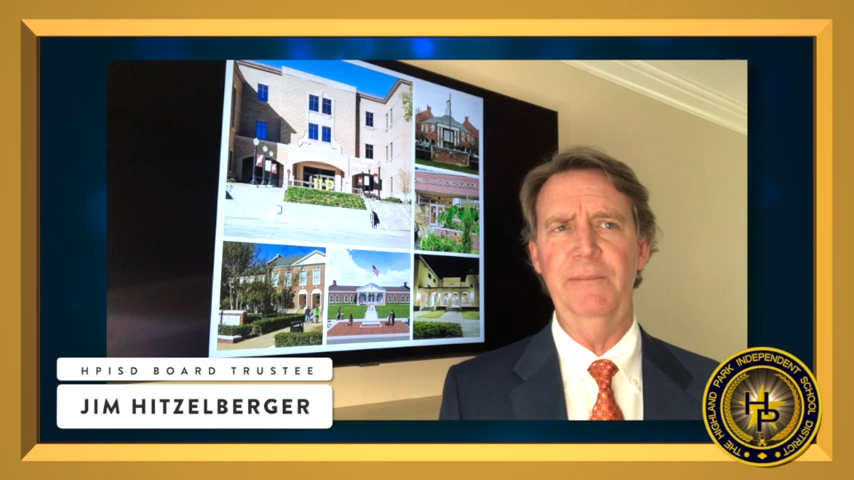 HP
HPISD BOARD TRUSTEE
JIM HITZELBERGER
THE HIGHLAND PARK INDEPENDENT SCHOOL DISTRICT
HP